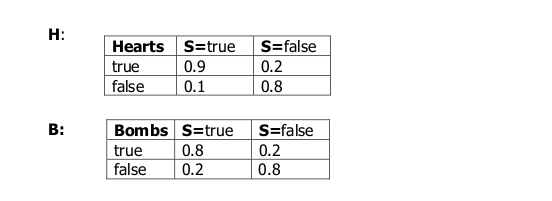 H:
Hearts S=true S=false
true 0.9 0.2
false 0.1 0.8
B:
Bombs S=true S=false
true 0.8 0.2
false 0.2 0.8